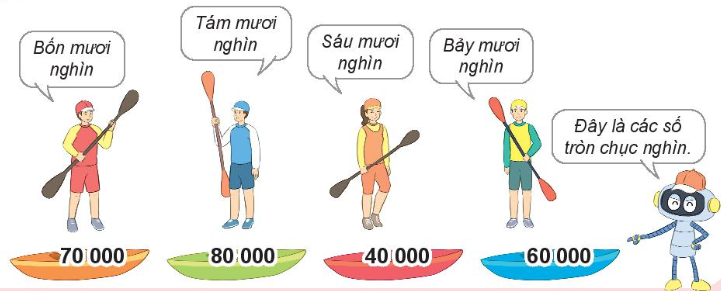 Bốn mươi
nghìn
Tám mươi
nghìn
Sáu mươi
nghìn
Bảy mươi
nghìn
Đây là các số
tròn chục nghìn.
70 000
80 000
40 000
60 000